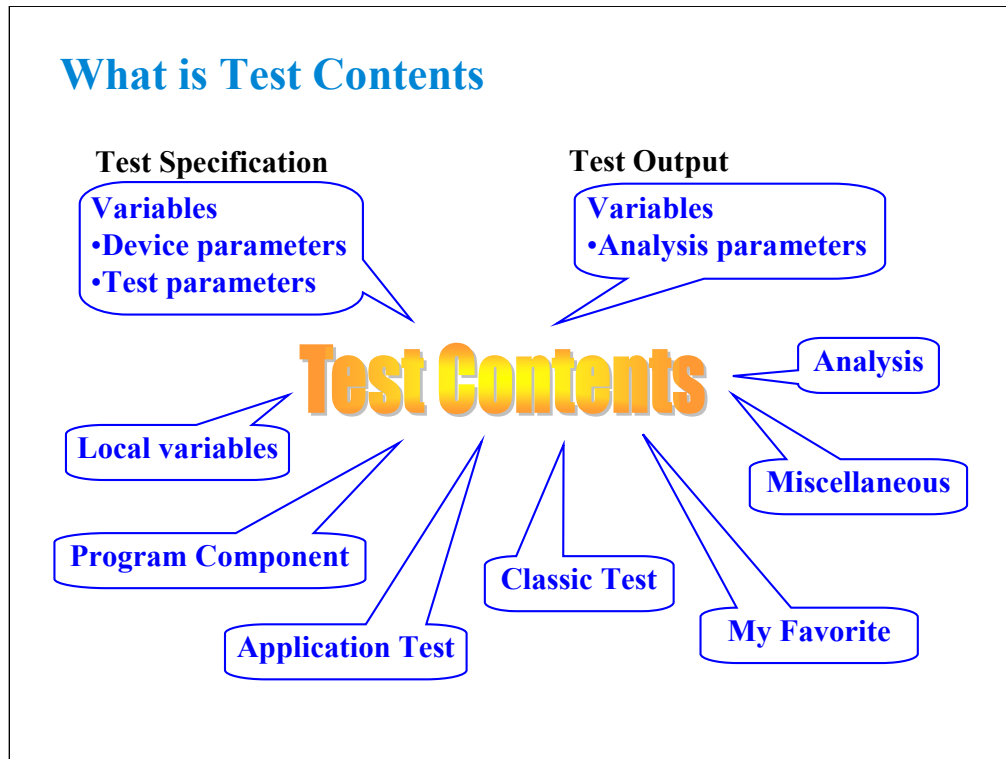 What is Test Contents
Test Specification
Variables
•Device parameters
•Test parameters
Test Output
Variables
•Analysis parameters
Test Contents
Analysis
Local variables
Miscellaneous
Program Component
Classic Test
Application Test
My Favorite